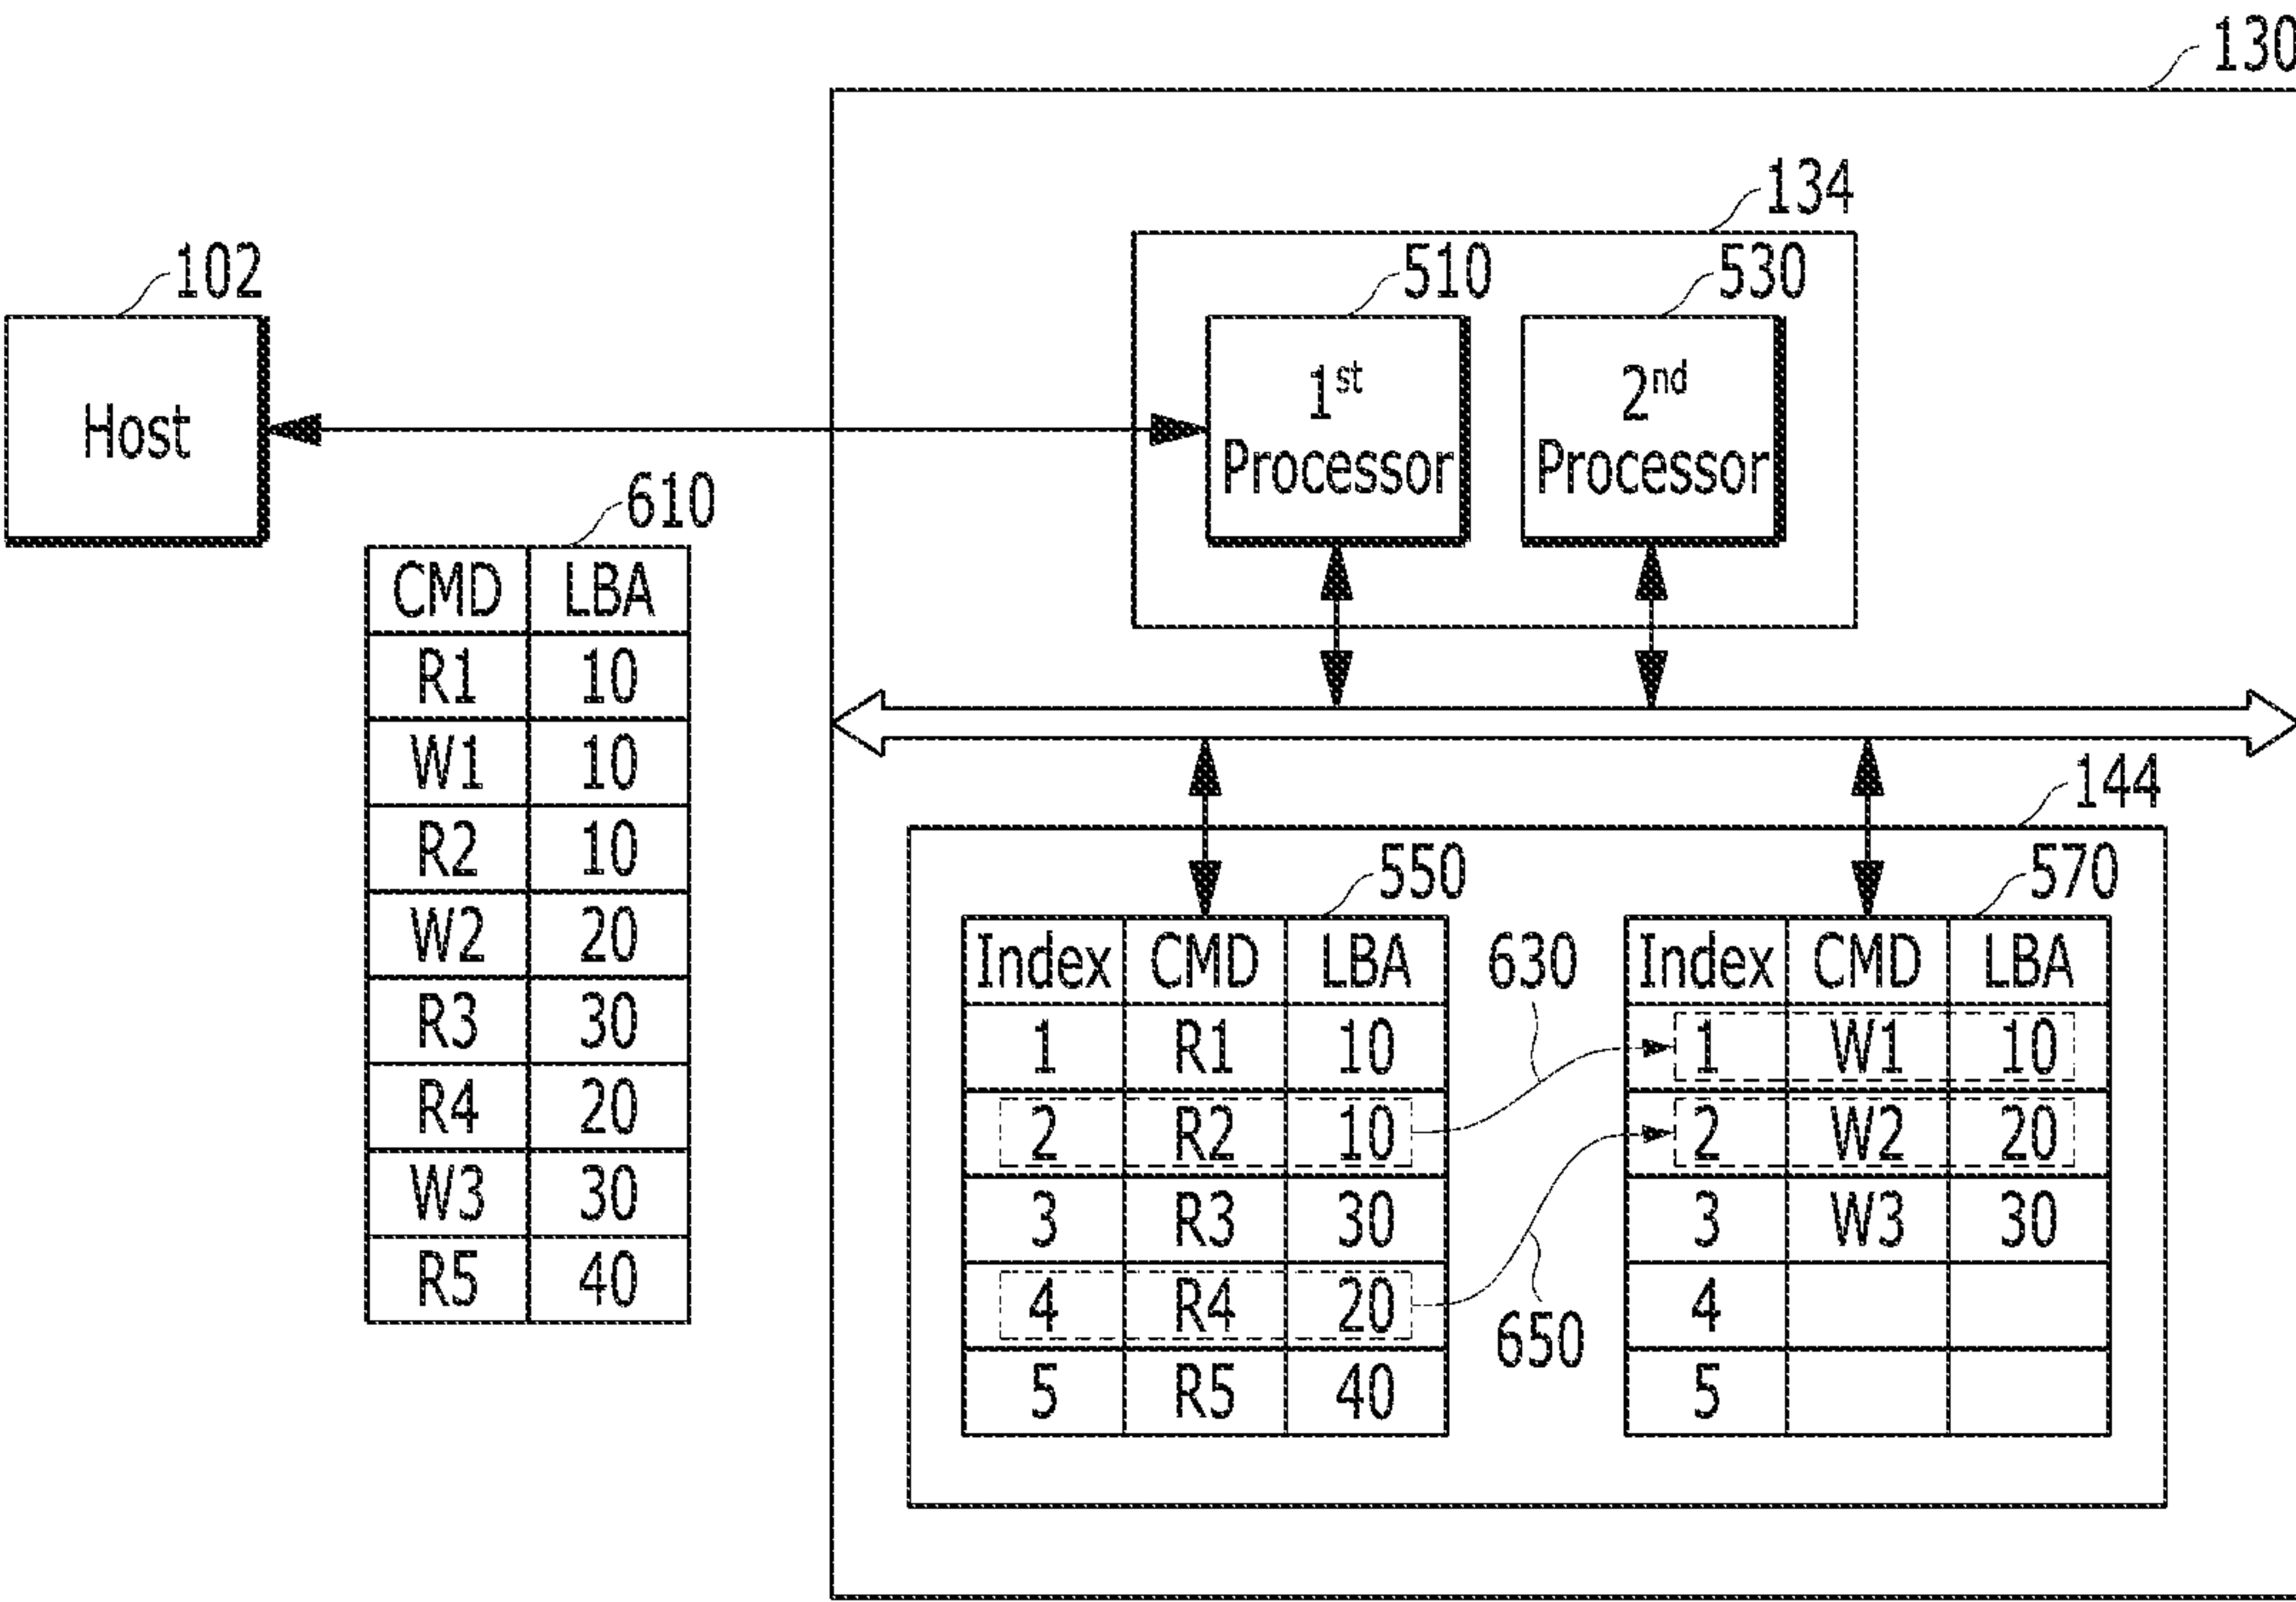 130
134
102
510 530
Host
1st Processor
2nd Processor
610
CMD LBA
R1 10
W1 10
R2 10
W2 20
R3 30
R4 20
W3 30
R5 40
144
550
Index CMD LBA
1 R1 10
2 R2 10
3 R3 30
4 R4 20
5 R5 40
630
650
570
Index CMD LBA
1 W1 10
2 W2 20
3 W3 30
4
5